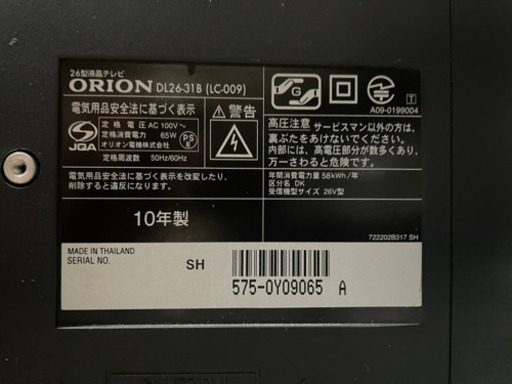 26型液晶テレビ
ORION DL26-31B (LC-009)
電気用品安全法に基づく表示
JQA
定格電圧 AC 100V~
定格消費電力 65W
オリオン電機株式会社
定格周波数 50Hz/60Hz
PS E
電気用品安全法に基づく表示を改変したり、
削除すると違反になります。
警告
G
A09-0199004
T
高圧注意 サービスマン以外の方は、
裏ぶたをあけないでください。
内部には、高電圧部分が数多くあり、
万一さわると危険です。
年間消費電力量 58kWh/年
区分名 DK
受信機型サイズ 26V型
10年製
722202B317 SH
MADE IN THAILAND
SERIAL NO. SH
575-0Y09065 A